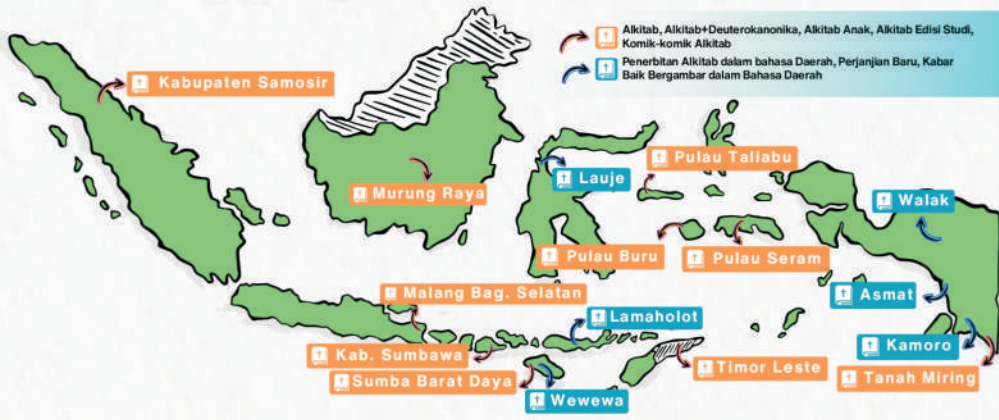 Alkitab, Alkitab+Deuterokanonika, Alkitab Anak, Alkitab Edisi Studi,
Komik-komik Alkitab
Penerbitan Alkitab dalam bahasa Daerah, Perjanjian Baru, Kabar
Baik Bergambar dalam Bahasa Daerah
Kabupaten Samosir
Murung Raya
Lauje
Pulau Taliabu
Walak
Pulau Buru
Pulau Seram
Malang Bag. Selatan
Asmat
Lamaholot
Kamoro
Kab. Sumbawa
Timor Leste
Tanah Miring
Sumba Barat Daya
Wewewa